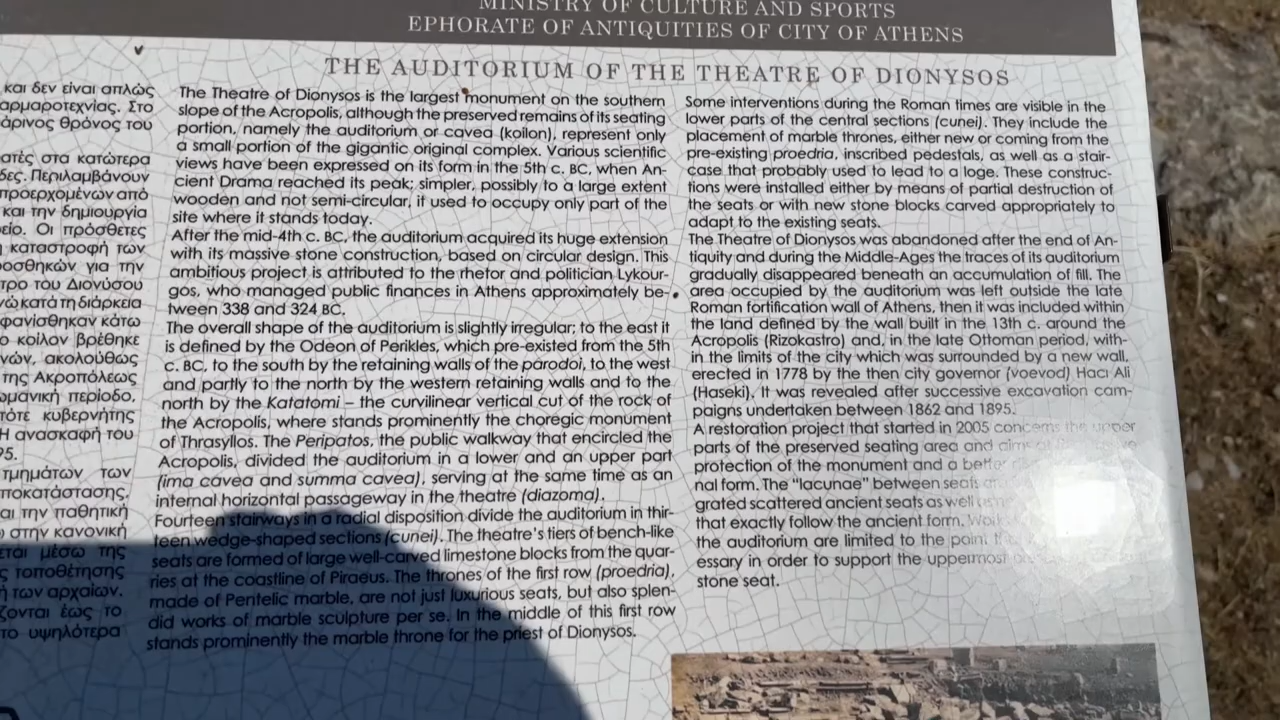 MINISTRY OF CULTURE AND SPORTS
EPHORATE OF ANTIQUITIES OF CITY OF ATHENS
THE AUDITORIUM OF THE THEATRE OF DIONYSOS
και δεν είναι απλώς
αρμαροτεχνίας. Στο
άρινος θρόνος του
ατές στα κατώτερα
δες. Περιλαμβάνουν
προερχομένων από
και την δημιουργία
είο. Οι πρόσθετες
η καταστροφή των
οσθηκών για την
τρο του Διονύσου
νώ κατά τη διάρκεια
φανίσθηκαν κάτω
ο κοίλον βρέθηκε
νών, ακολούθως
της Ακροπόλεως
ωμανική περίοδο,
τότε κυβερνήτης
Η ανασκαφή του
95.
τμημάτων των
ποκατάστασης,
αι την παθητική
ο στην κανονική
εται μέσω της
ς τοποθέτησης
ή των αρχαίων.
ζονται έως το
το υψηλότερα
The Theatre of Dionysos is the largest monument on the southern
slope of the Acropolis, although the preserved remains of its seating
portion, namely the auditorium or cavea (koilon), represent only
a small portion of the gigantic original complex. Various scientific
views have been expressed on its form in the 5th c. BC, when An-
cient Drama reached its peak; simpler, possibly to a large extent
wooden and not semi-circular, it used to occupy only part of the
site where it stands today.
After the mid-4th c. BC, the auditorium acquired its huge extension
with its massive stone construction, based on circular design. This
ambitious project is attributed to the rhetor and politician Lykour-
gos, who managed public finances in Athens approximately be-
tween 338 and 324 BC.
The overall shape of the auditorium is slightly irregular; to the east it
is defined by the Odeon of Perikles, which pre-existed from the 5th
c. BC, to the south by the retaining walls of the parodoi, to the west
and partly to the north by the western retaining walls and to the
north by the Katatomi – the curvilinear vertical cut of the rock of
the Acropolis, where stands prominently the choregic monument
of Thrasyllos. The Peripatos, the public walkway that encircled the
Acropolis, divided the auditorium in a lower and an upper part
(ima cavea and summa cavea), serving at the same time as an
internal horizontal passageway in the theatre (diazoma).
Fourteen stairways in a radial disposition divide the auditorium in thir-
teen wedge-shaped sections (cunei). The theatre's tiers of bench-like
seats are formed of large well-carved limestone blocks from the quar-
ries at the coastline of Piraeus. The thrones of the first row (proedria),
made of Pentelic marble, are not just luxurious seats, but also splen-
did works of marble sculpture per se. In the middle of this first row
stands prominently the marble throne for the priest of Dionysos.
Some interventions during the Roman times are visible in the
lower parts of the central sections (cunei). They include the
placement of marble thrones, either new or coming from the
pre-existing proedria, inscribed pedestals, as well as a stair-
case that probably used to lead to a loge. These construc-
tions were installed either by means of partial destruction of
the seats or with new stone blocks carved appropriately to
adapt to the existing seats.
The Theatre of Dionysos was abandoned after the end of An-
tiquity and during the Middle-Ages the traces of its auditorium
gradually disappeared beneath an accumulation of fill. The
area occupied by the auditorium was left outside the late
Roman fortification wall of Athens, then it was included within
the land defined by the wall built in the 13th c. around the
Acropolis (Rizokastro) and, in the late Ottoman period, with-
in the limits of the city which was surrounded by a new wall,
erected in 1778 by the then city governor (voevod) Hacı Ali
(Haseki). It was revealed after successive excavation cam-
paigns undertaken between 1862 and 1895.
A restoration project that started in 2005 concerns the upper
parts of the preserved seating area and aims at
protection of the monument and a better
nal form. The "lacunae" between seats
grated scattered ancient seats as well as
that exactly follow the ancient form. Works
the auditorium are limited to the point
essary in order to support the uppermost
stone seat.